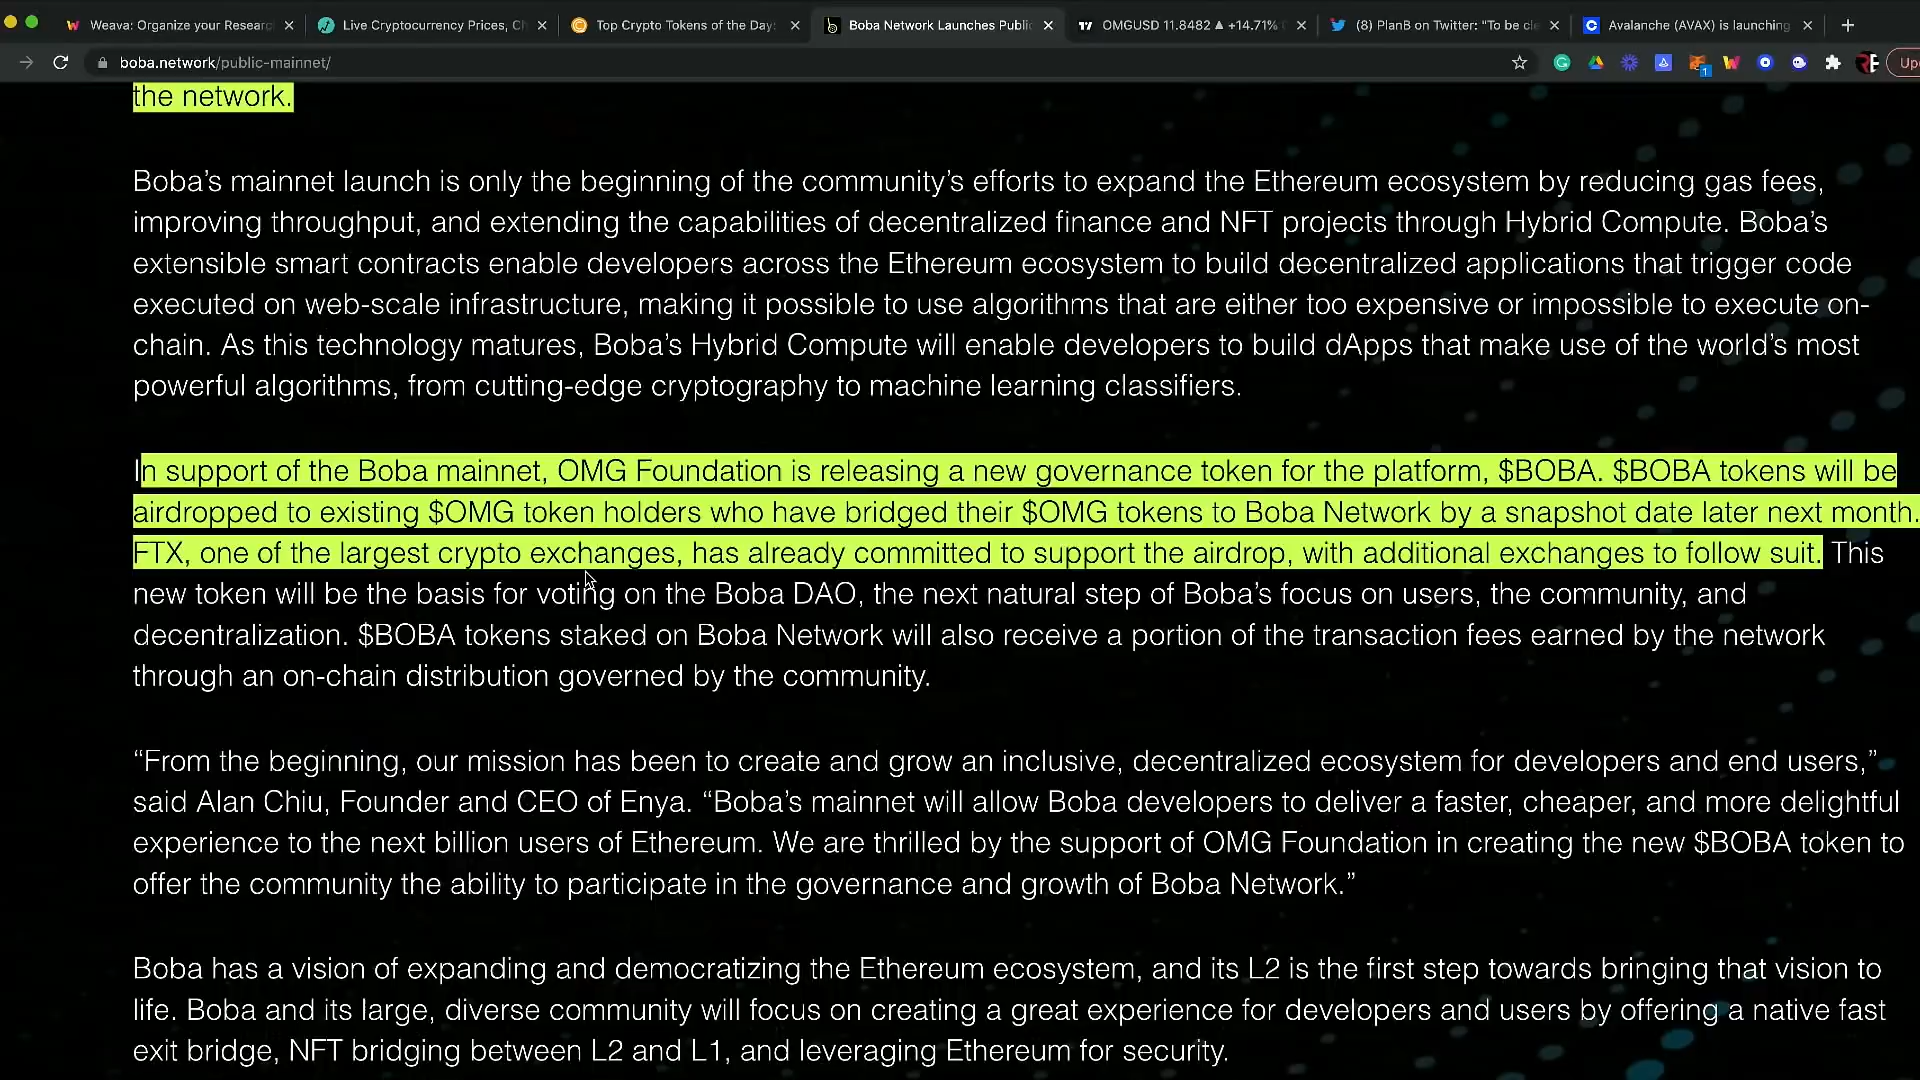 Weava: Organize your Resear
Live Cryptocurrency Prices, Ch
Top Crypto Tokens of the Day:
Boba Network Launches Public
OMGUSD 11.8482 ▲ +14.71%
(8) PlanB on Twitter: "To be cle
Avalanche (AVAX) is launching
boba.network/public-mainnet/
1
Up
the network.
Boba’s mainnet launch is only the beginning of the community’s efforts to expand the Ethereum ecosystem by reducing gas fees,
improving throughput, and extending the capabilities of decentralized finance and NFT projects through Hybrid Compute. Boba’s
extensible smart contracts enable developers across the Ethereum ecosystem to build decentralized applications that trigger code
executed on web-scale infrastructure, making it possible to use algorithms that are either too expensive or impossible to execute on-
chain. As this technology matures, Boba’s Hybrid Compute will enable developers to build dApps that make use of the world’s most
powerful algorithms, from cutting-edge cryptography to machine learning classifiers.
In support of the Boba mainnet, OMG Foundation is releasing a new governance token for the platform, $BOBA. $BOBA tokens will be
airdropped to existing $OMG token holders who have bridged their $OMG tokens to Boba Network by a snapshot date later next month.
FTX, one of the largest crypto exchanges, has already committed to support the airdrop, with additional exchanges to follow suit. This
new token will be the basis for voting on the Boba DAO, the next natural step of Boba’s focus on users, the community, and
decentralization. $BOBA tokens staked on Boba Network will also receive a portion of the transaction fees earned by the network
through an on-chain distribution governed by the community.
“From the beginning, our mission has been to create and grow an inclusive, decentralized ecosystem for developers and end users,”
said Alan Chiu, Founder and CEO of Enya. “Boba’s mainnet will allow Boba developers to deliver a faster, cheaper, and more delightful
experience to the next billion users of Ethereum. We are thrilled by the support of OMG Foundation in creating the new $BOBA token to
offer the community the ability to participate in the governance and growth of Boba Network.”
Boba has a vision of expanding and democratizing the Ethereum ecosystem, and its L2 is the first step towards bringing that vision to
life. Boba and its large, diverse community will focus on creating a great experience for developers and users by offering a native fast
exit bridge, NFT bridging between L2 and L1, and leveraging Ethereum for security.